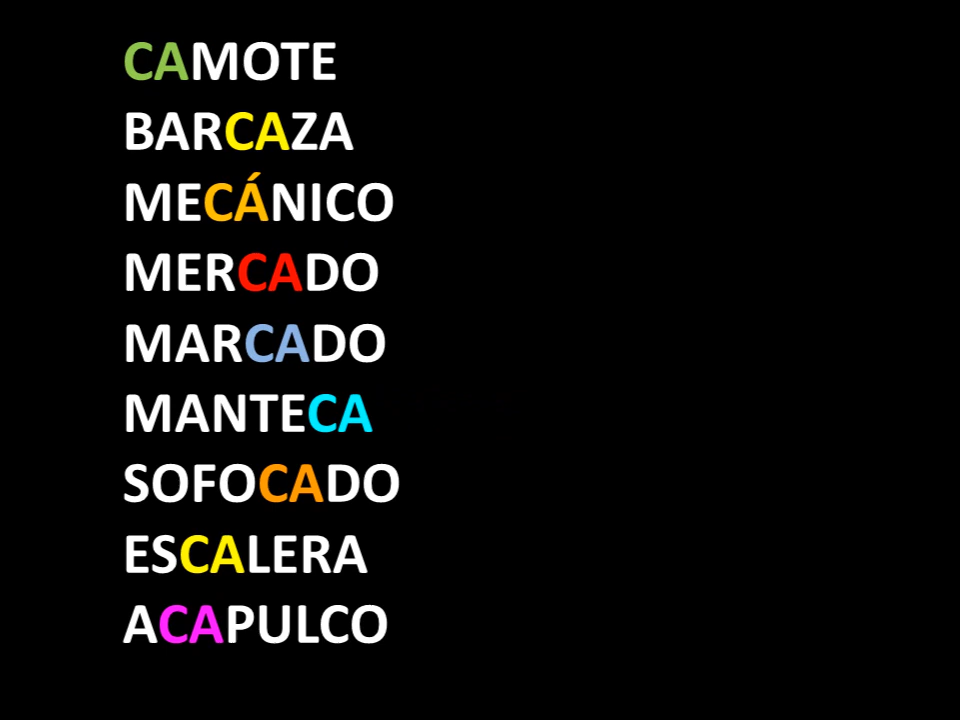 CAMOTE
BARCAZA
MECÁNICO
MERCADO
MARCADO
MANTECA
SOFOCADO
ESCALERA
ACAPULCO